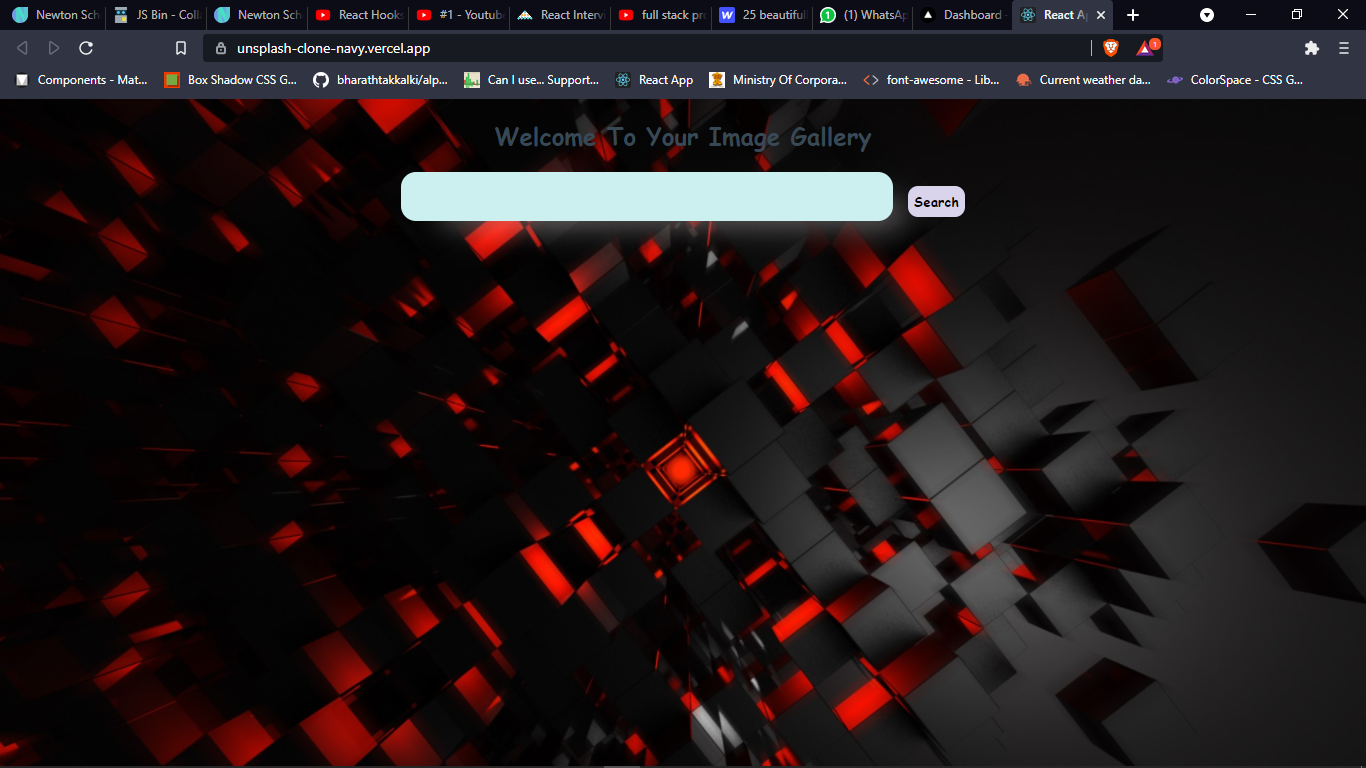 Newton Sch
JS Bin - Coll
Newton Sch
React Hooks
#1 - Youtub
React Interv
full stack pro
25 beautiful
(1) WhatsAp
Dashboard -
React Ap
unsplash-clone-navy.vercel.app
1
Components - Mat...
Box Shadow CSS G...
bharathtakkalki/alp...
Can I use... Support...
React App
Ministry Of Corpora...
font-awesome - Lib...
Current weather da...
ColorSpace - CSS G...
Welcome To Your Image Gallery
Search